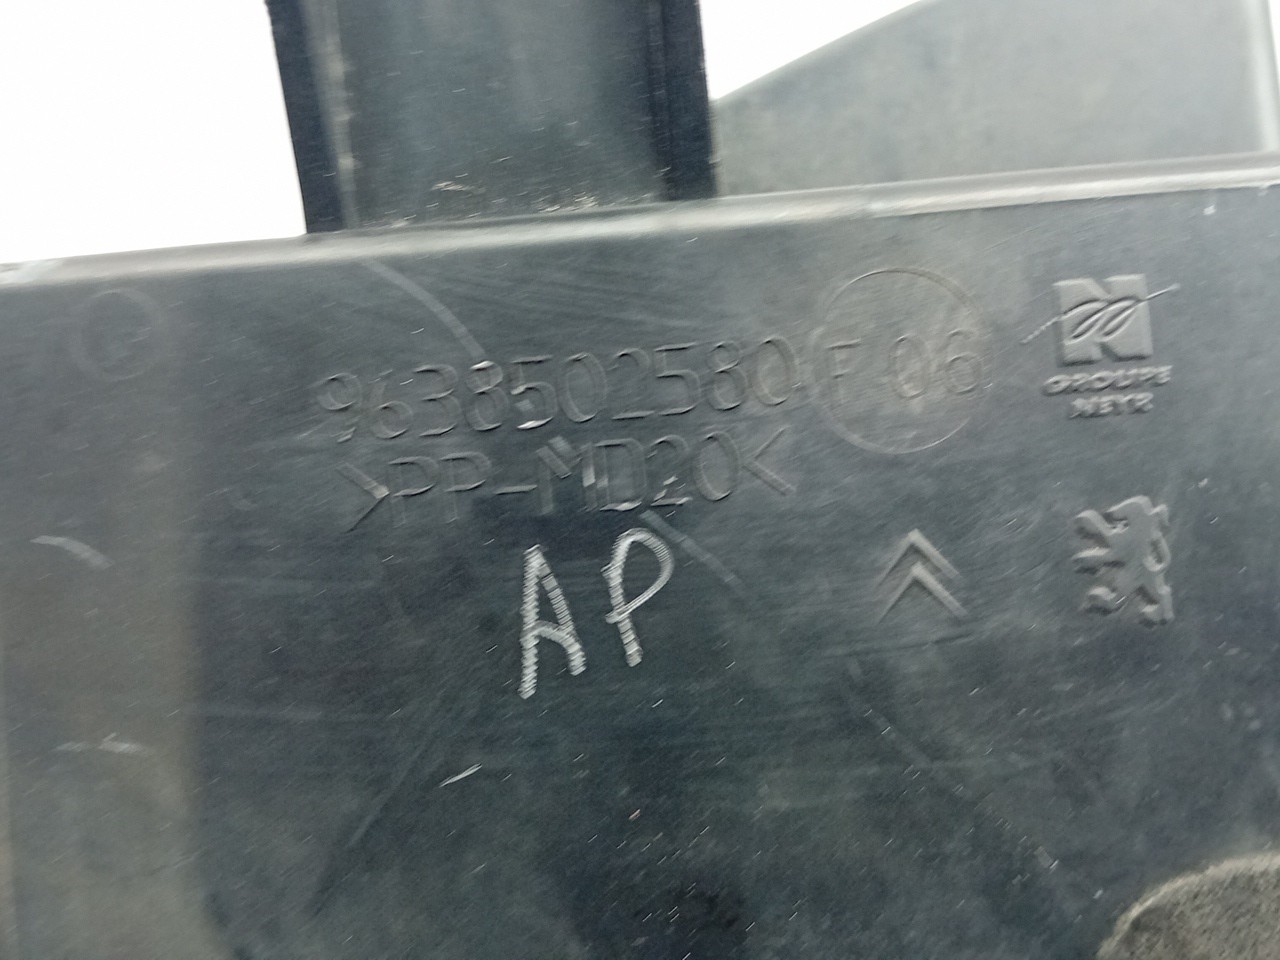 9638502580 F 06
>PP-MD20<
AP
N
GROUPE
NEYR